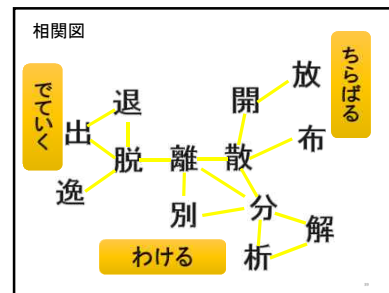 相関図
でていく
ちらばる
退
開
放
出
脱
離
散
布
逸
別
分
解
析
わける